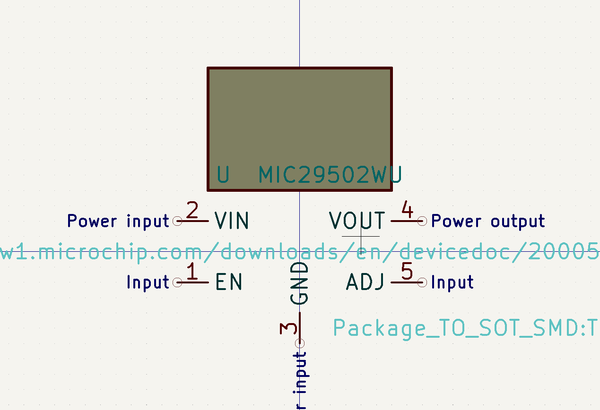 U MIC29502WU
Power input 2 VIN VOUT 4 Power output
w1.microchip.com/downloads/en/devicedoc/20005
Input 1 EN ADJ 5 Input
GND
3
Package_TO_SOT_SMD:T
r input